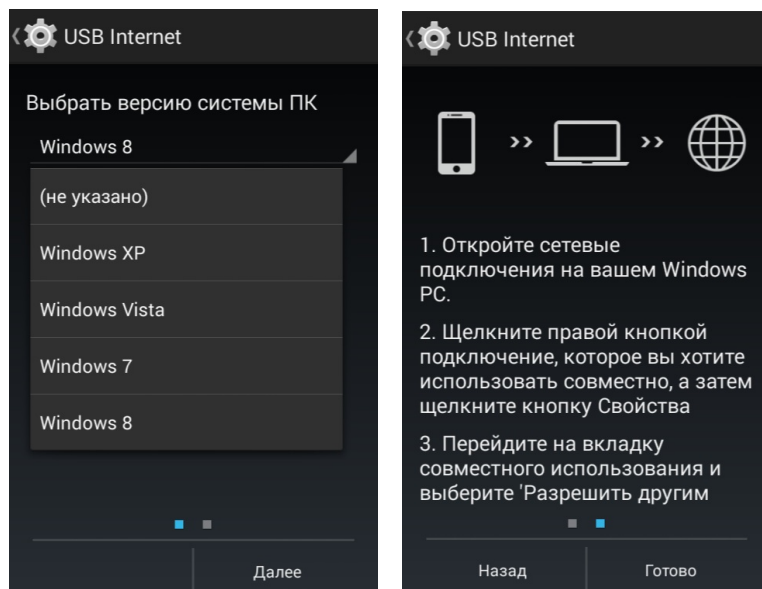 USB Internet
Выбрать версию системы ПК
Windows 8
(не указано)
Windows XP
Windows Vista
Windows 7
Windows 8
Далее
USB Internet
1. Откройте сетевые
подключения на вашем Windows
PC.
2. Щелкните правой кнопкой
подключение, которое вы хотите
использовать совместно, а затем
щелкните кнопку Свойства
3. Перейдите на вкладку
совместного использования и
выберите 'Разрешить другим
Назад
Готово